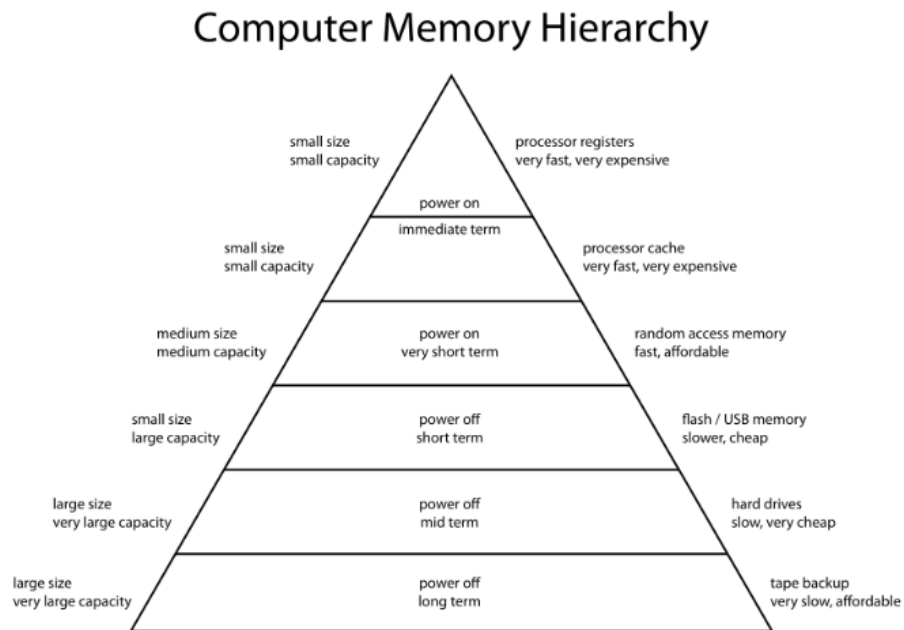 Computer Memory Hierarchy
small size
small capacity
processor registers
very fast, very expensive
power on
immediate term
small size
small capacity
processor cache
very fast, very expensive
medium size
medium capacity
power on
very short term
random access memory
fast, affordable
small size
large capacity
power off
short term
flash / USB memory
slower, cheap
large size
very large capacity
power off
mid term
hard drives
slow, very cheap
large size
very large capacity
power off
long term
tape backup
very slow, affordable